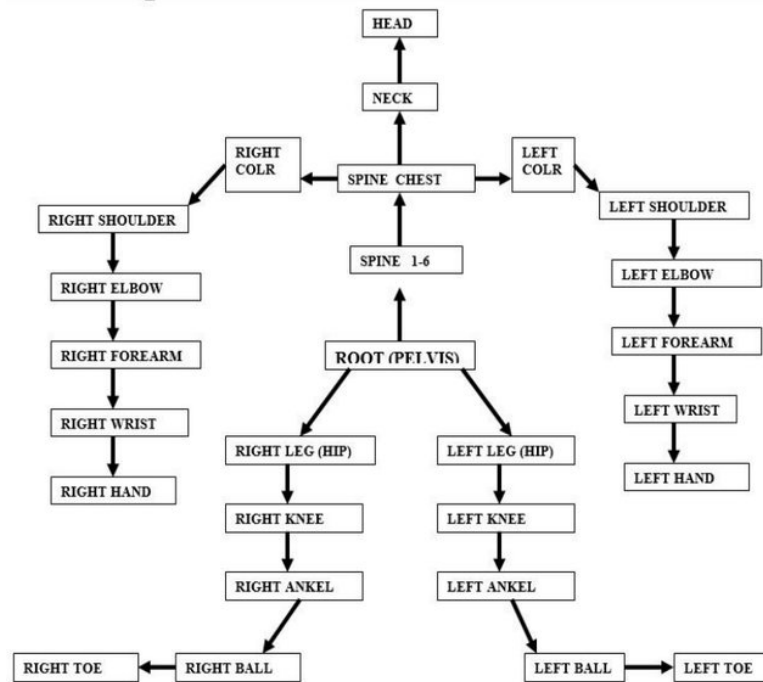 HEAD
NECK
RIGHT
COLR
SPINE CHEST
LEFT
COLR
RIGHT SHOULDER
LEFT SHOULDER
SPINE 1-6
RIGHT ELBOW
LEFT ELBOW
RIGHT FOREARM
ROOT (PELVIS)
LEFT FOREARM
RIGHT WRIST
LEFT WRIST
RIGHT LEG (HIP)
LEFT LEG (HIP)
RIGHT HAND
LEFT HAND
RIGHT KNEE
LEFT KNEE
RIGHT ANKEL
LEFT ANKEL
RIGHT TOE
RIGHT BALL
LEFT BALL
LEFT TOE